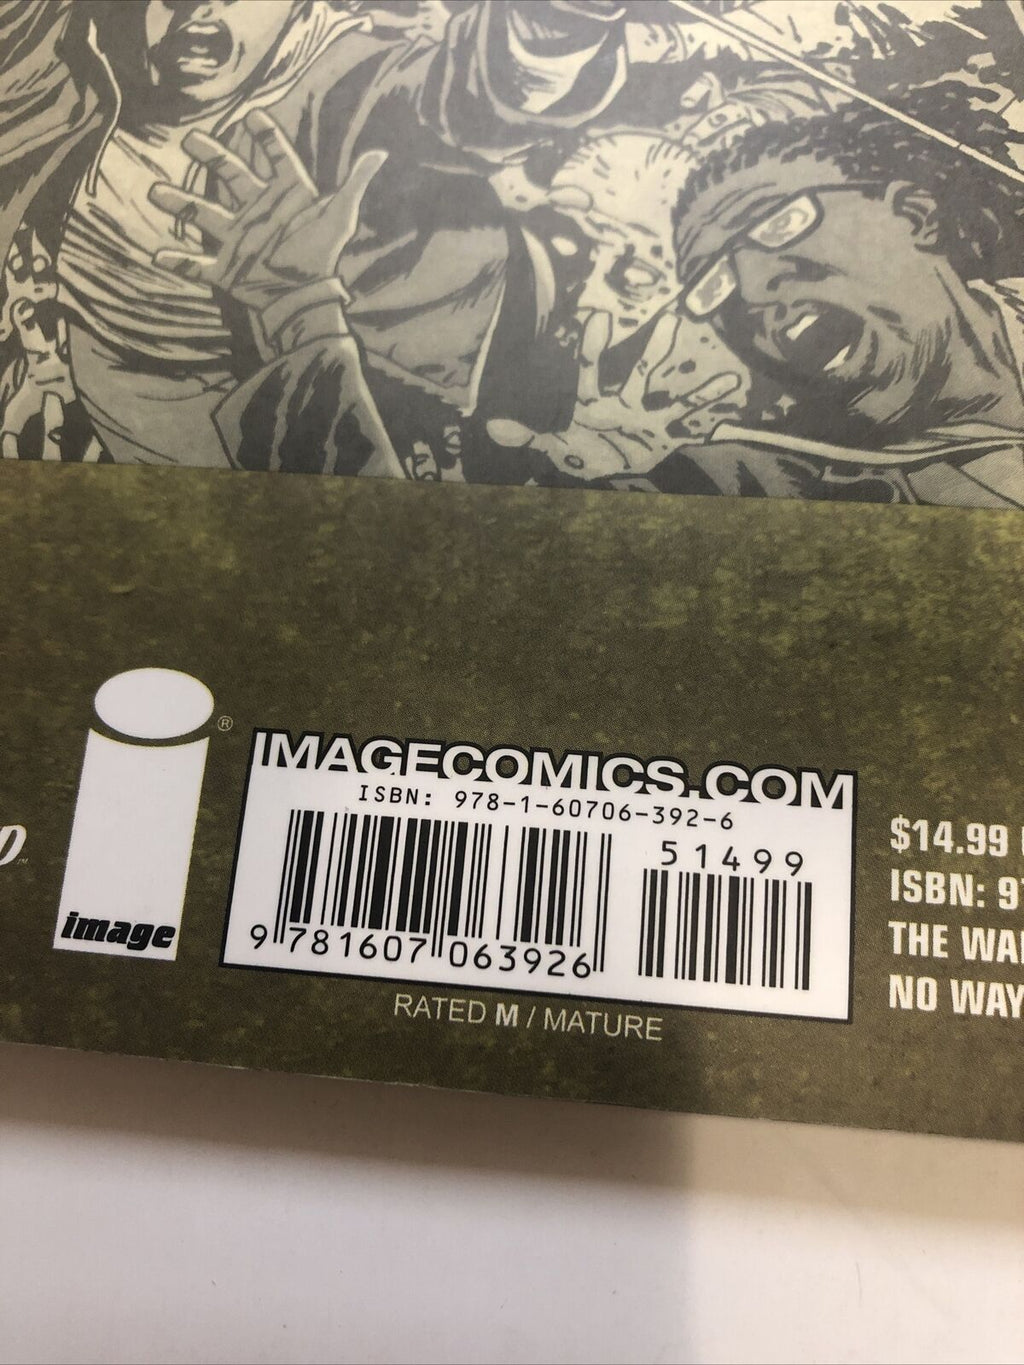 IMAGECOMICS.COM
ISBN: 978-1-60706-392-6
51499
9 781607 063926
RATED M / MATURE
®
image
$14.99
ISBN: 97
THE WA
NO WAY